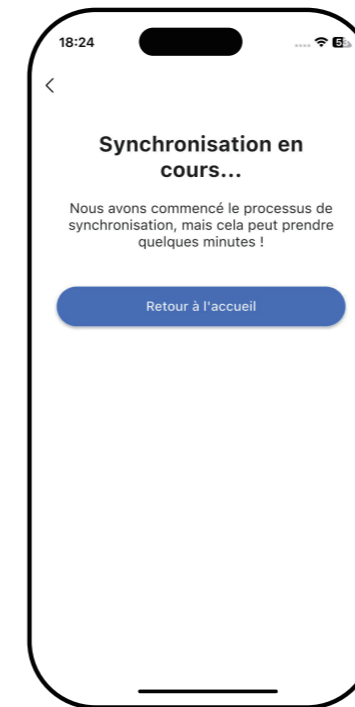 18:24
Synchronisation en
cours...
Nous avons commencé le processus de
synchronisation, mais cela peut prendre
quelques minutes !
Retour à l'accueil